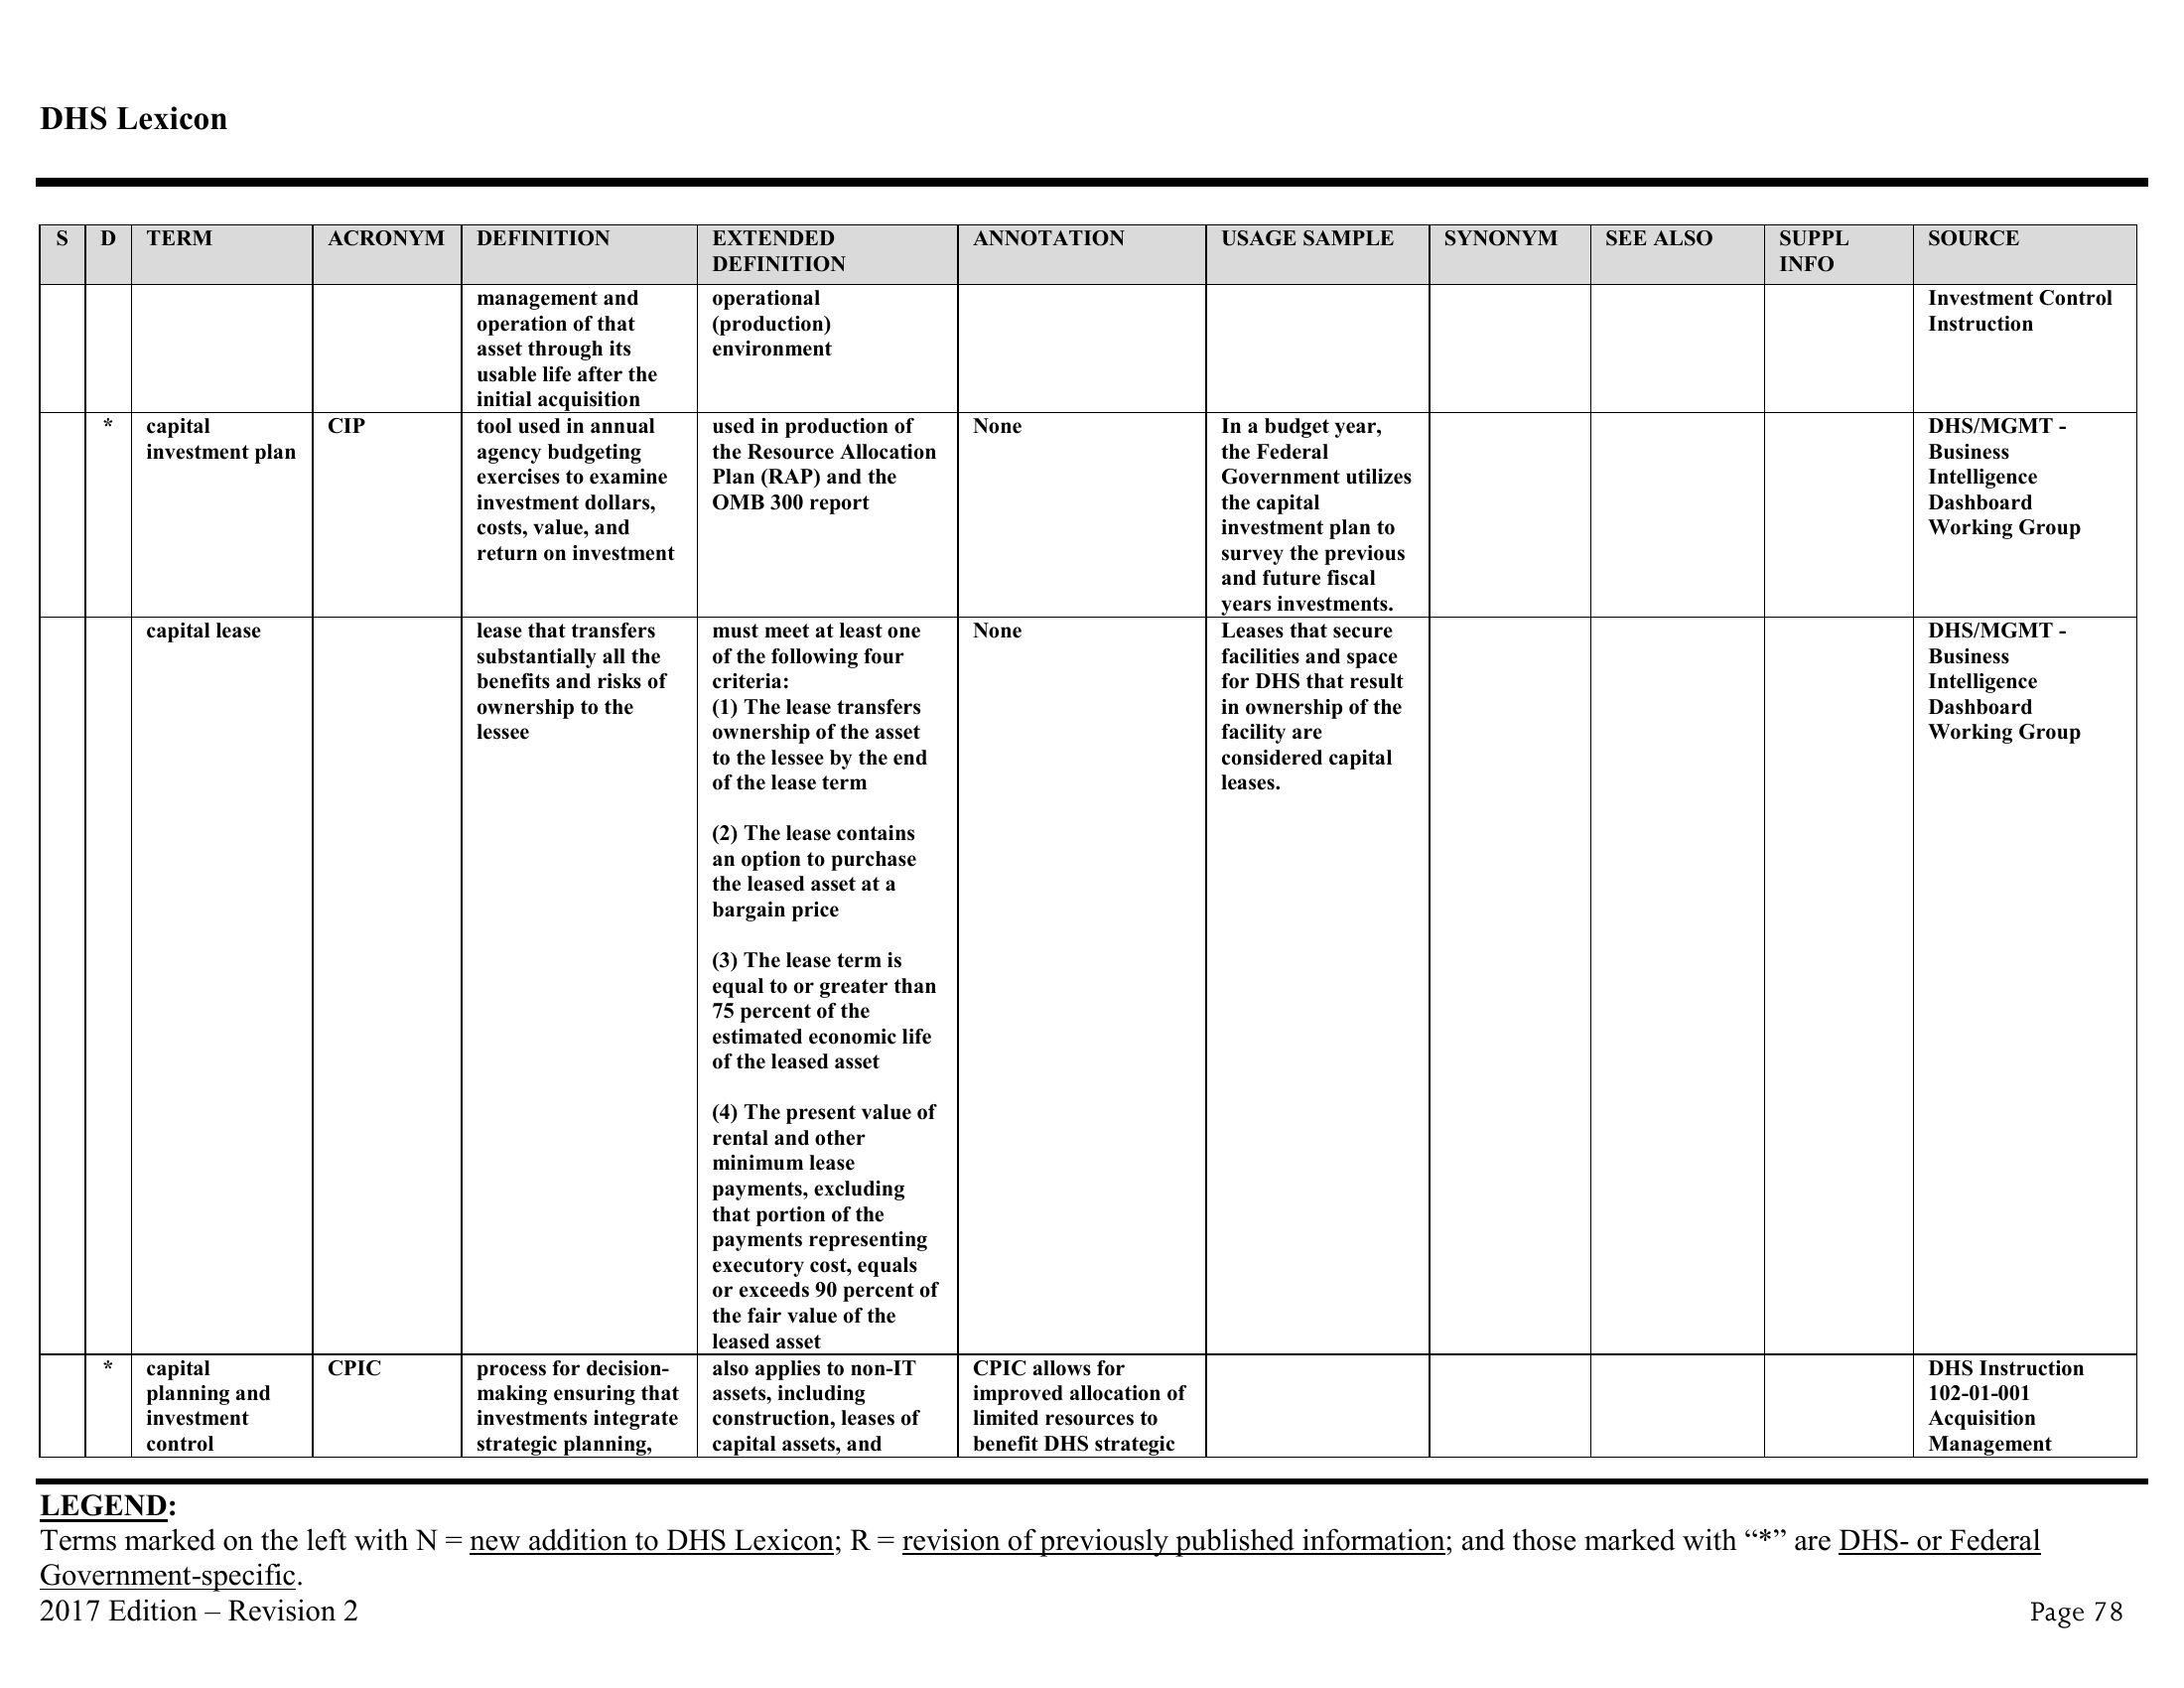 DHS Lexicon
S D TERM ACRONYM DEFINITION EXTENDED DEFINITION ANNOTATION USAGE SAMPLE SYNONYM SEE ALSO SUPPL INFO SOURCE
management and
operation of that
asset through its
usable life after the
initial acquisition
operational
(production)
environment
Investment Control
Instruction
*
capital
investment plan
CIP
tool used in annual
agency budgeting
exercises to examine
investment dollars,
costs, value, and
return on investment
used in production of
the Resource Allocation
Plan (RAP) and the
OMB 300 report
None
In a budget year,
the Federal
Government utilizes
the capital
investment plan to
survey the previous
and future fiscal
years investments.
DHS/MGMT -
Business
Intelligence
Dashboard
Working Group
capital lease
lease that transfers
substantially all the
benefits and risks of
ownership to the
lessee
must meet at least one
of the following four
criteria:
(1) The lease transfers
ownership of the asset
to the lessee by the end
of the lease term
(2) The lease contains
an option to purchase
the leased asset at a
bargain price
(3) The lease term is
equal to or greater than
75 percent of the
estimated economic life
of the leased asset
(4) The present value of
rental and other
minimum lease
payments, excluding
that portion of the
payments representing
executory cost, equals
or exceeds 90 percent of
the fair value of the
leased asset
None
Leases that secure
facilities and space
for DHS that result
in ownership of the
facility are
considered capital
leases.
DHS/MGMT -
Business
Intelligence
Dashboard
Working Group
*
capital
planning and
investment
control
CPIC
process for decision-
making ensuring that
investments integrate
strategic planning,
also applies to non-IT
assets, including
construction, leases of
capital assets, and
CPIC allows for
improved allocation of
limited resources to
benefit DHS strategic
DHS Instruction
102-01-001
Acquisition
Management
LEGEND:
Terms marked on the left with N = new addition to DHS Lexicon; R = revision of previously published information; and those marked with “*” are DHS- or Federal
Government-specific.
2017 Edition – Revision 2
Page 78